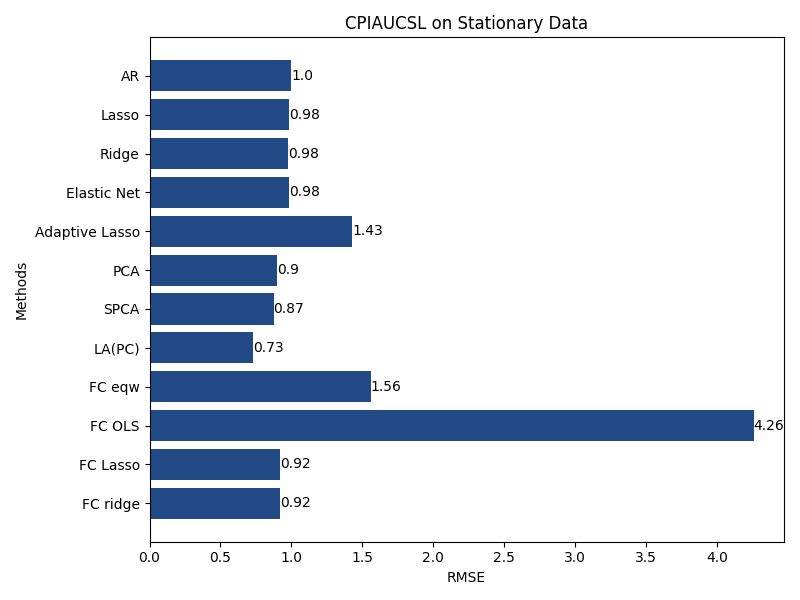 CPIAUCSL on Stationary Data
Methods
AR 1.0
Lasso 0.98
Ridge 0.98
Elastic Net 0.98
Adaptive Lasso 1.43
PCA 0.9
SPCA 0.87
LA(PC) 0.73
FC eqw 1.56
FC OLS 4.26
FC Lasso 0.92
FC ridge 0.92
0.0 0.5 1.0 1.5 2.0 2.5 3.0 3.5 4.0
RMSE